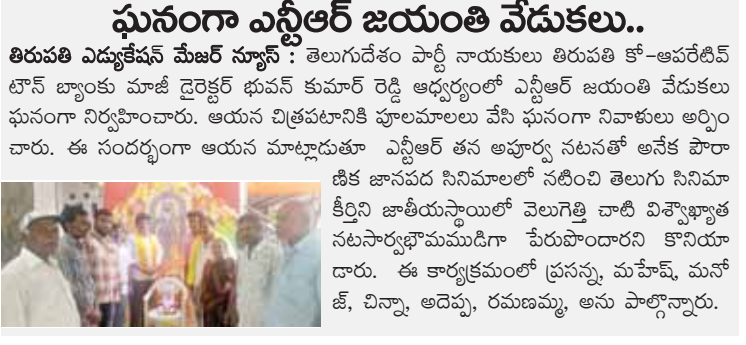 ఘనంగా ఎన్టీఆర్ జయంతి వేడుకలు..
తిరుపతి ఎడ్యుకేషన్ మేజర్ న్యూస్ : తెలుగుదేశం పార్టీ నాయకులు తిరుపతి కో-ఆపరేటివ్
టౌన్ బ్యాంకు మాజీ డైరెక్టర్ భువన్ కుమార్ రెడ్డి ఆధ్వర్యంలో ఎన్టీఆర్ జయంతి వేడుకలు
ఘనంగా నిర్వహించారు. ఆయన చిత్రపటానికి పూలమాలలు వేసి ఘనంగా నివాళులు అర్పిం
చారు. ఈ సందర్భంగా ఆయన మాట్లాడుతూ ఎన్టీఆర్ తన అపూర్వ నటనతో అనేక పౌరా
ణిక జానపద సినిమాలలో నటించి తెలుగు సినిమా
కీర్తిని జాతీయస్థాయిలో వెలుగెత్తి చాటి విశ్వౌఖ్యాత
నటసార్వభౌమముడిగా పేరుపొందారని కొనియా
డారు. ఈ కార్యక్రమంలో ప్రసన్న, మహేష్, మనో
జ్, చిన్నా, అదెప్ప, రమణమ్మ, అను పాల్గొన్నారు.